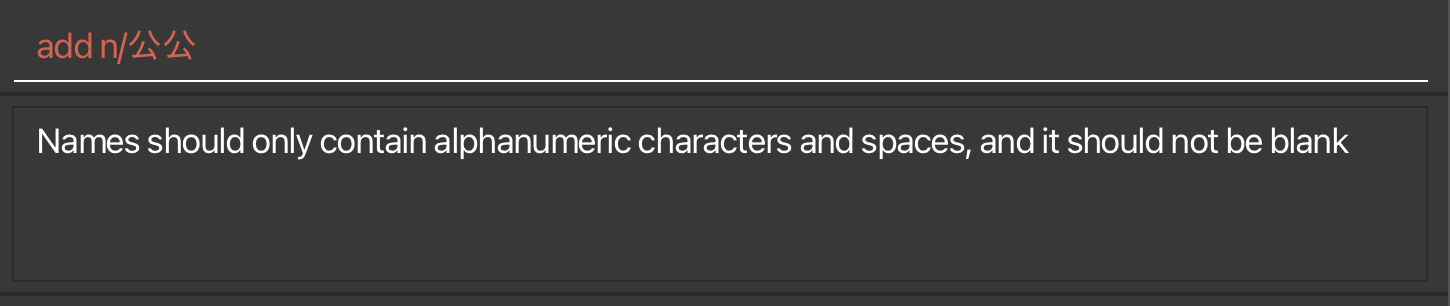 add n/公公
Names should only contain alphanumeric characters and spaces, and it should not be blank